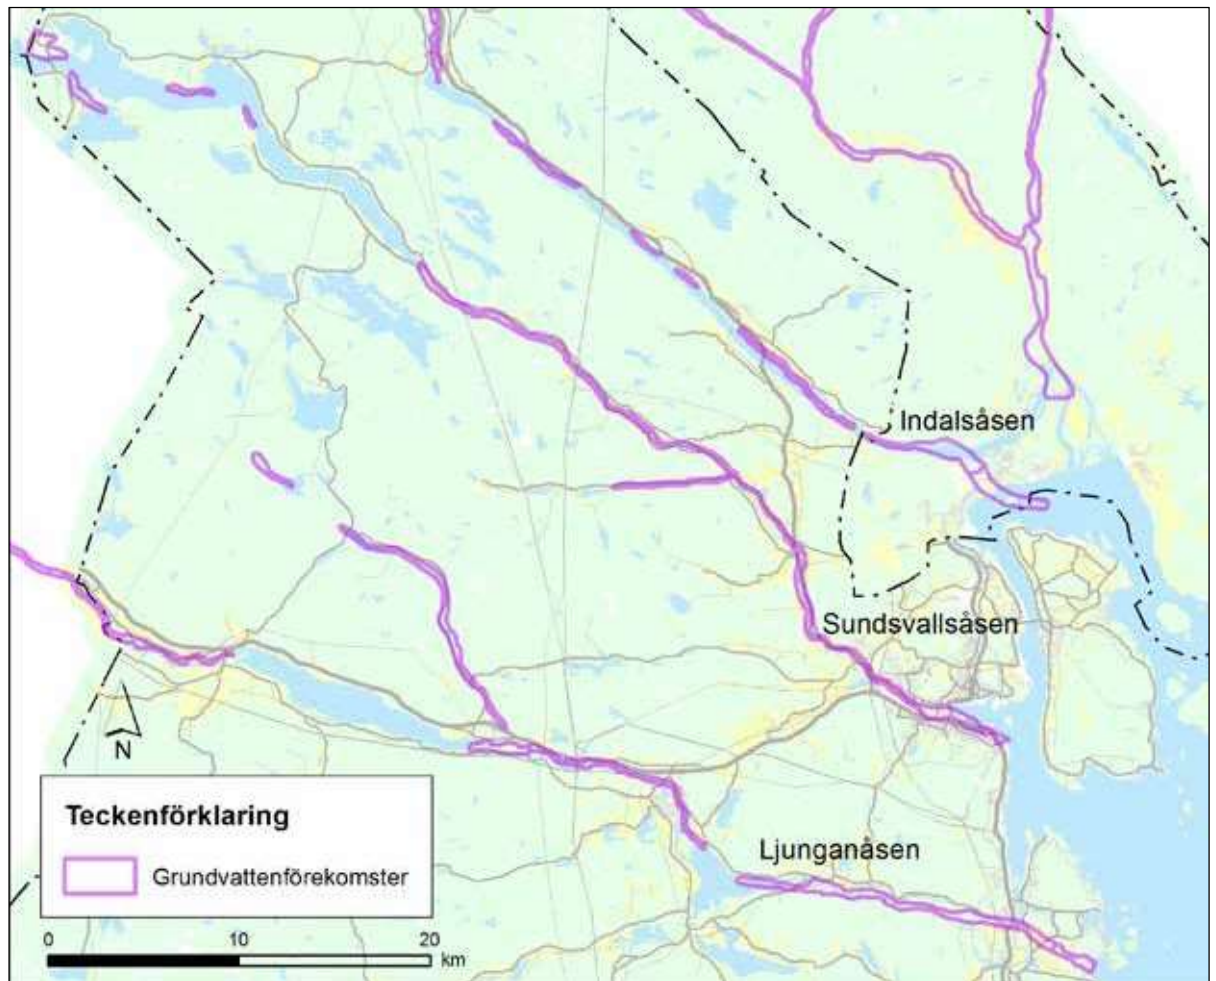 Indalsåsen
Sundsvallsåsen
Ljunganåsen
N
Teckenförklaring
Grundvattenförekomster
0 10 20
km